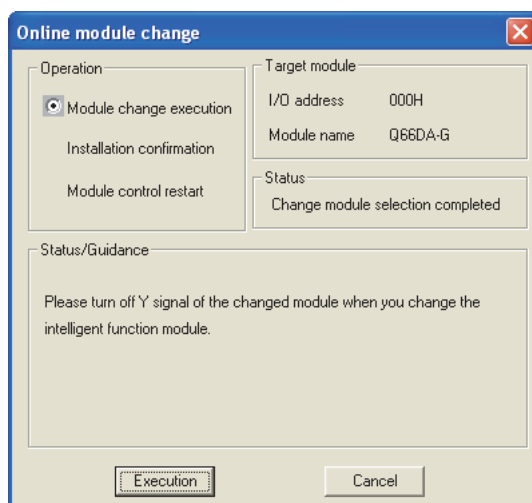 Online module change
Operation
Module change execution
Installation confirmation
Module control restart
Target module
I/O address 000H
Module name Q66DA-G
Status
Change module selection completed
Status/Guidance
Please turn off Y signal of the changed module when you change the
intelligent function module.
Execution
Cancel